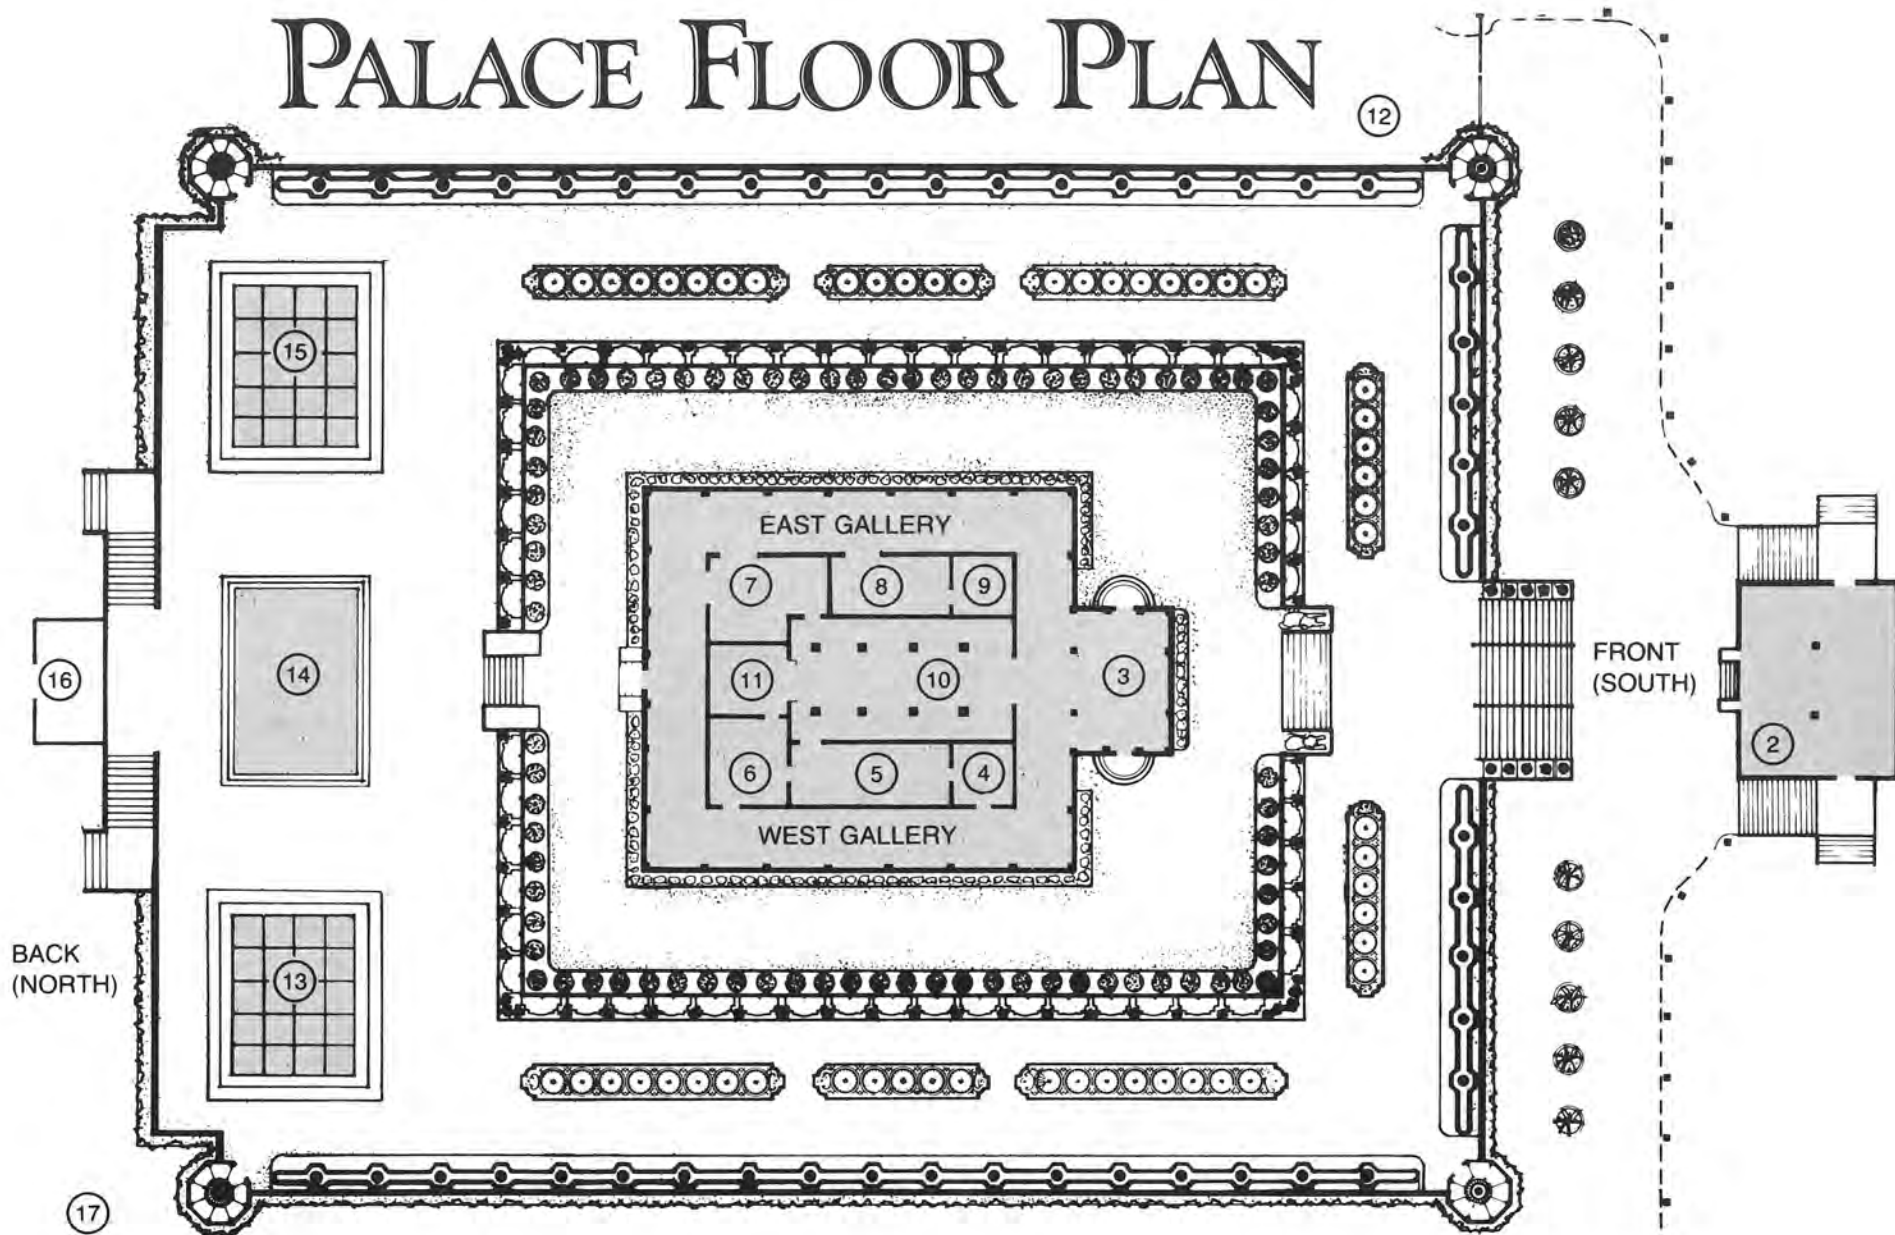 PALACE FLOOR PLAN
12
15
EAST GALLERY
7
8
9
16
14
11
10
3
FRONT
(SOUTH)
2
6
5
4
WEST GALLERY
BACK
(NORTH)
13
17